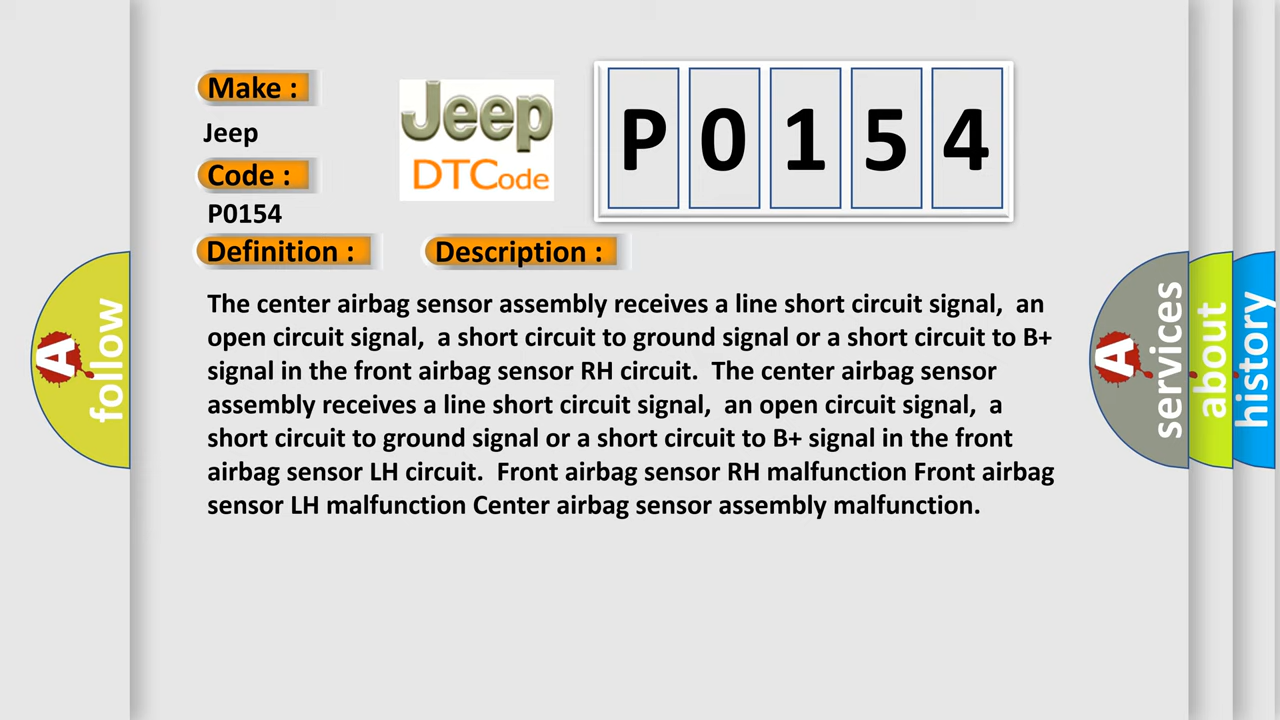 Make :
Jeep
Code :
P0154
Jeep
DTCode
P0154
Definition :
Description :
The center airbag sensor assembly receives a line short circuit signal,  an
open circuit signal,  a short circuit to ground signal or a short circuit to B+
signal in the front airbag sensor RH circuit.  The center airbag sensor
assembly receives a line short circuit signal,  an open circuit signal,  a
short circuit to ground signal or a short circuit to B+ signal in the front
airbag sensor LH circuit.  Front airbag sensor RH malfunction Front airbag
sensor LH malfunction Center airbag sensor assembly malfunction.
A
follow
A
services
about
history